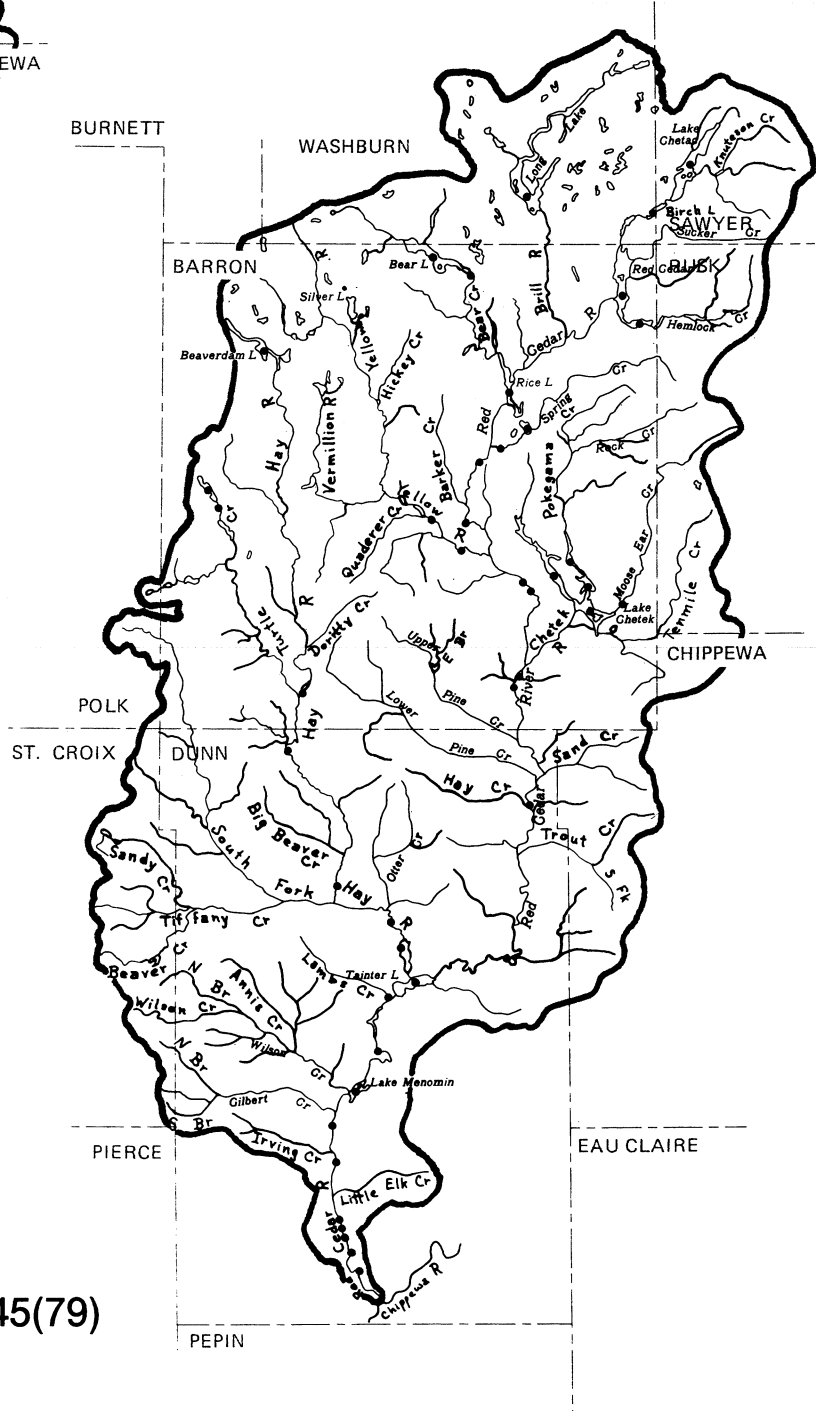 EWA
BURNETT
WASHBURN
Long Lake
Lake
Chetac
Knuteson Cr
Birch L
SAWYER
Sucker Cr
BARRON
R
Bear L
Red Cedar L
RUSK
Silver L
Yellow
Bear Cr
Brill R
Hemlock Cr
Cedar R
Beaverdam L
Hickey Cr
Rice L
Cr
Spring
Cr
Vermillion R
Hay R
Red
Barker Cr
Rock Cr
Pokegama
Yellow
R
Quaderer Cr
Cr
Moose Ear Cr
Tenmile Cr
Turtle
R
Doritty Cr
Lake
Chetek
Chetek
R
Upper
Br
CHIPPEWA
River
POLK
Lower
Pine
Cr
Hay
ST. CROIX
DUNN
Pine Cr
Sand Cr
Hay Cr
Cedar
Big Beaver
Cr
South
Fork
Hay
R
Otter Cr
Trout Cr
S Fk
Sandy Cr
Tiffany Cr
Red
Beaver Cr
N
Br
Annis Cr
Lambs Cr
Tainter L
Wilson Cr
N Br
Wilson
Cr
Lake Menomin
Gilbert Cr
S Br
PIERCE
Irving Cr
EAU CLAIRE
R
Little Elk Cr
Cedar
Red
Chippewa R
45(79)
PEPIN